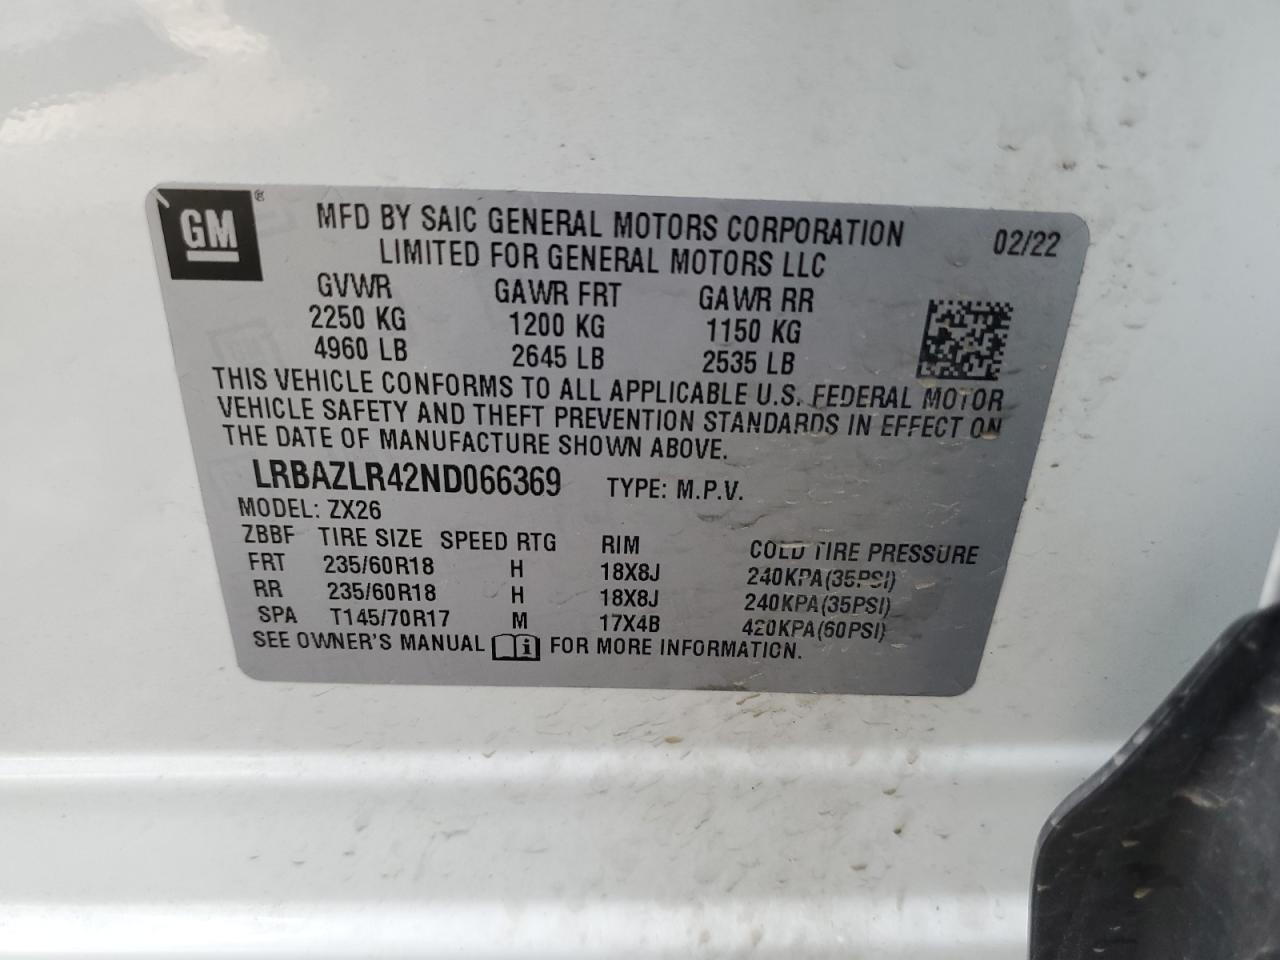 GM ® MFD BY SAIC GENERAL MOTORS CORPORATION 02/22
LIMITED FOR GENERAL MOTORS LLC
GVWR GAWR FRT GAWR RR
2250 KG 1200 KG 1150 KG
4960 LB 2645 LB 2535 LB
THIS VEHICLE CONFORMS TO ALL APPLICABLE U.S. FEDERAL MOTOR
VEHICLE SAFETY AND THEFT PREVENTION STANDARDS IN EFFECT ON
THE DATE OF MANUFACTURE SHOWN ABOVE.
LRBAZLR42ND066369 TYPE: M.P.V.
MODEL: ZX26
ZBBF TIRE SIZE SPEED RTG RIM COLD TIRE PRESSURE
FRT 235/60R18 H 18X8J 240KPA(35PSI)
RR 235/60R18 H 18X8J 240KPA(35PSI)
SPA T145/70R17 M 17X4B 420KPA(60PSI)
SEE OWNER'S MANUAL i FOR MORE INFORMATION.